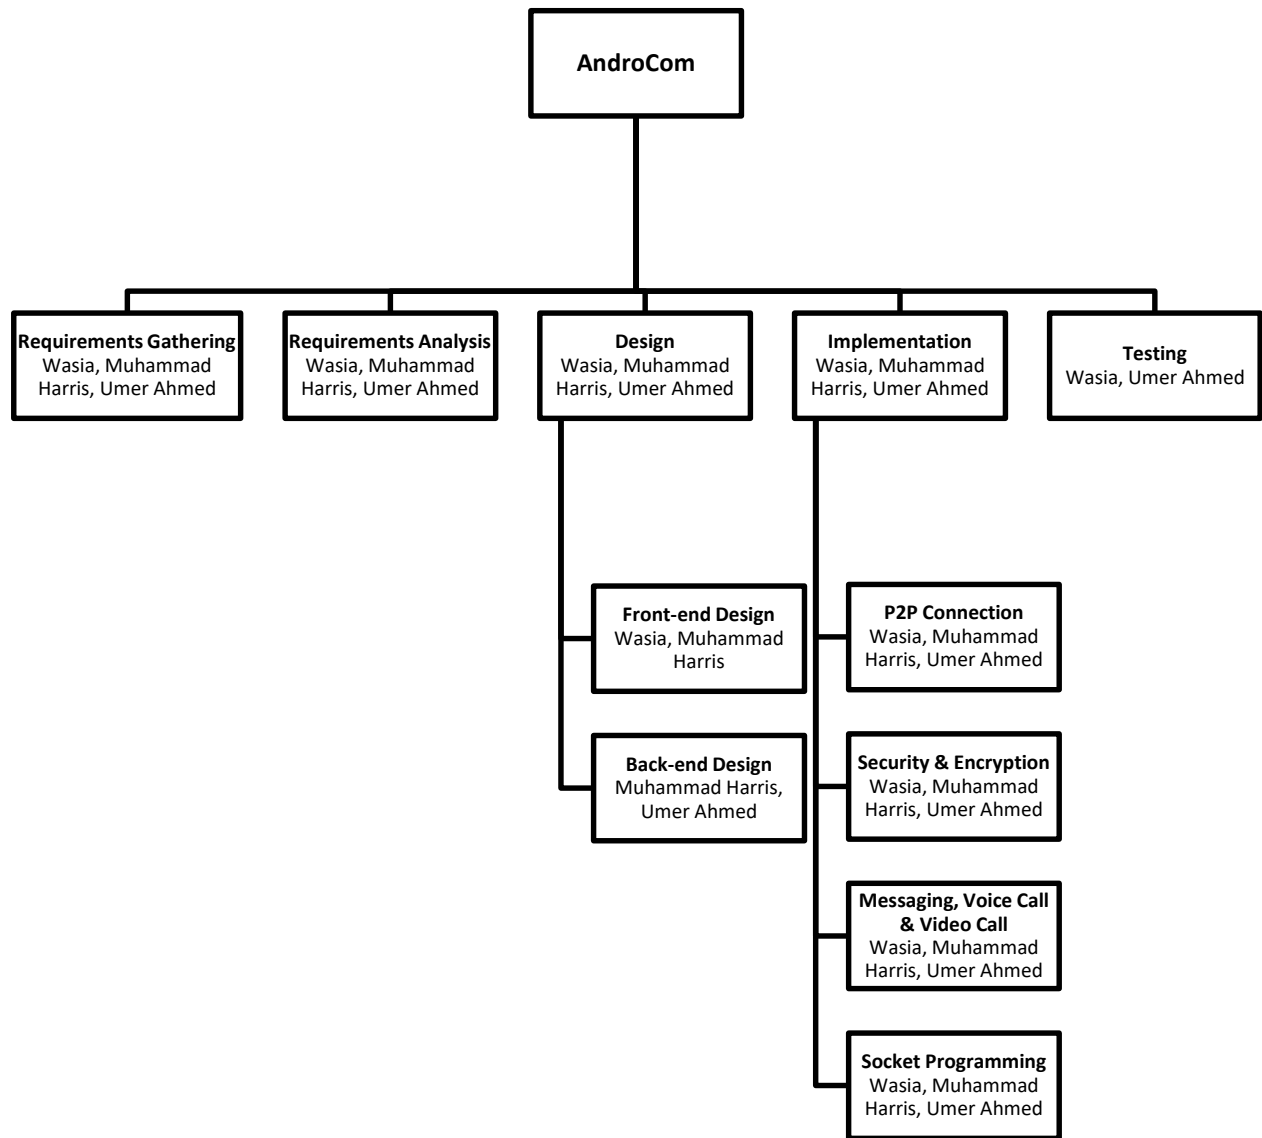 AndroCom
Requirements Gathering
Wasia, Muhammad
Harris, Umer Ahmed
Requirements Analysis
Wasia, Muhammad
Harris, Umer Ahmed
Design
Wasia, Muhammad
Harris, Umer Ahmed
Implementation
Wasia, Muhammad
Harris, Umer Ahmed
Testing
Wasia, Umer Ahmed
Front-end Design
Wasia, Muhammad
Harris
Back-end Design
Muhammad Harris,
Umer Ahmed
P2P Connection
Wasia, Muhammad
Harris, Umer Ahmed
Security & Encryption
Wasia, Muhammad
Harris, Umer Ahmed
Messaging, Voice Call
& Video Call
Wasia, Muhammad
Harris, Umer Ahmed
Socket Programming
Wasia, Muhammad
Harris, Umer Ahmed